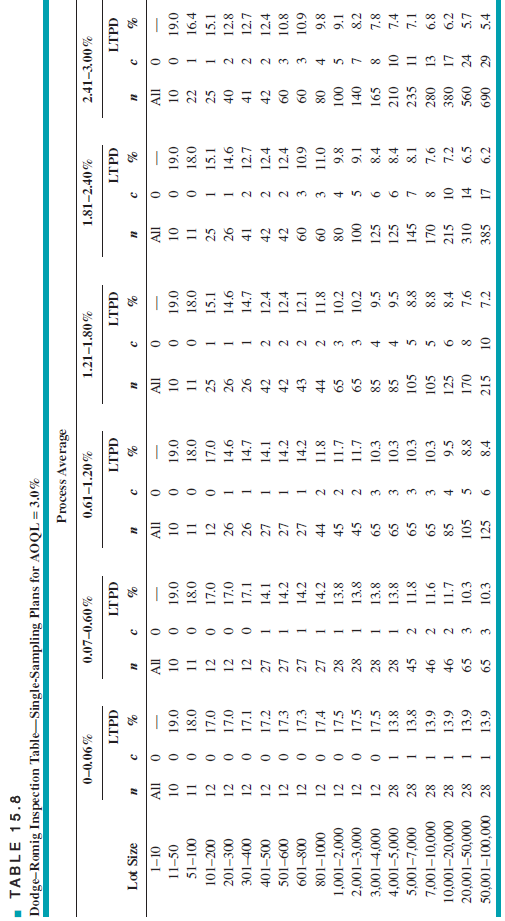 TABLE 15.8
Dodge–Romig Inspection Table—Single-Sampling Plans for AOQL = 3.0%
Process Average
0–0.06% 0.07–0.60% 0.61–1.20% 1.21–1.80% 1.81–2.40% 2.41–3.00%
LTPD LTPD LTPD LTPD LTPD LTPD
Lot Size n c % n c % n c % n c % n c % n c %
1–10 All 0 — All 0 — All 0 — All 0 — All 0 — All 0 —
11–50 10 0 19.0 10 0 19.0 10 0 19.0 10 0 19.0 10 0 19.0 10 0 19.0
51–100 11 0 18.0 11 0 18.0 11 0 18.0 11 0 18.0 11 0 18.0 22 1 16.4
101–200 12 0 17.0 12 0 17.0 12 0 17.0 25 1 15.1 25 1 15.1 25 1 15.1
201–300 12 0 17.0 12 0 17.0 26 1 14.6 26 1 14.6 26 1 14.6 40 2 12.8
301–400 12 0 17.1 12 0 17.1 26 1 14.7 26 1 14.7 41 2 12.7 41 2 12.7
401–500 12 0 17.2 27 1 14.1 27 1 14.1 42 2 12.4 42 2 12.4 42 2 12.4
501–600 12 0 17.3 27 1 14.2 27 1 14.2 42 2 12.4 42 2 12.4 60 3 10.8
601–800 12 0 17.3 27 1 14.2 27 1 14.2 43 2 12.1 60 3 10.9 60 3 10.9
801–1000 12 0 17.4 27 1 14.2 44 2 11.8 44 2 11.8 60 3 11.0 80 4 9.8
1,001–2,000 12 0 17.5 28 1 13.8 45 2 11.7 65 3 10.2 80 4 9.8 100 5 9.1
2,001–3,000 12 0 17.5 28 1 13.8 45 2 11.7 65 3 10.2 100 5 9.1 140 7 8.2
3,001–4,000 12 0 17.5 28 1 13.8 65 3 10.3 85 4 9.5 125 6 8.4 165 8 7.8
4,001–5,000 28 1 13.8 28 1 13.8 65 3 10.3 85 4 9.5 125 6 8.4 210 10 7.4
5,001–7,000 28 1 13.8 45 2 11.8 65 3 10.3 105 5 8.8 145 7 8.1 235 11 7.1
7,001–10,000 28 1 13.9 46 2 11.6 65 3 10.3 105 5 8.8 170 8 7.6 280 13 6.8
10,001–20,000 28 1 13.9 46 2 11.7 85 4 9.5 125 6 8.4 215 10 7.2 380 17 6.2
20,001–50,000 28 1 13.9 65 3 10.3 105 5 8.8 170 8 7.6 310 14 6.5 560 24 5.7
50,001–100,000 28 1 13.9 65 3 10.3 125 6 8.4 215 10 7.2 385 17 6.2 690 29 5.4